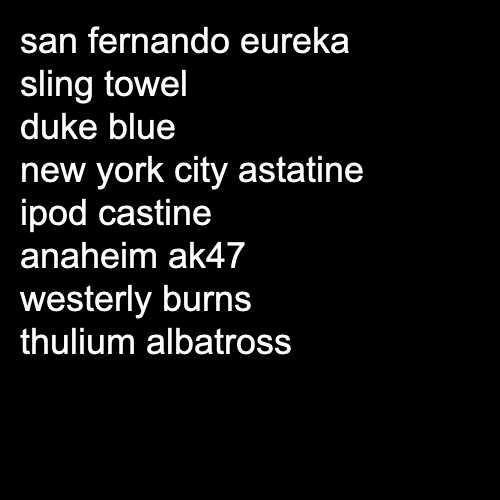 san fernando eureka
sling towel
duke blue
new york city astatine
ipod castine
anaheim ak47
westerly burns
thulium albatross